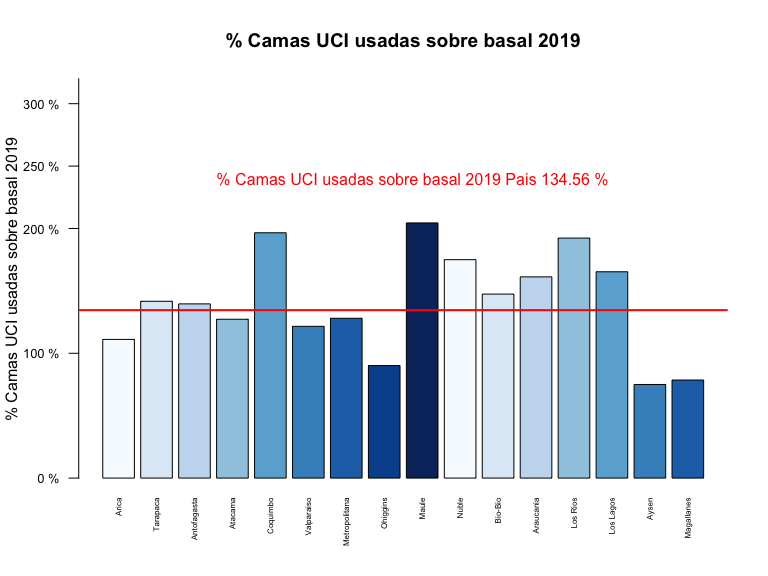 % Camas UCI usadas sobre basal 2019
% Camas UCI usadas sobre basal 2019
300 %
250 %
200 %
100 %
0 %
% Camas UCI usadas sobre basal 2019 Pais 134.56 %
Arica
Tarapaca
Antofagasta
Atacama
Coquimbo
Valparaiso
Metropolitana
Ohiggins
Maule
Nuble
Bio-Bio
Araucania
Los Rios
Los Lagos
Aysen
Magallanes